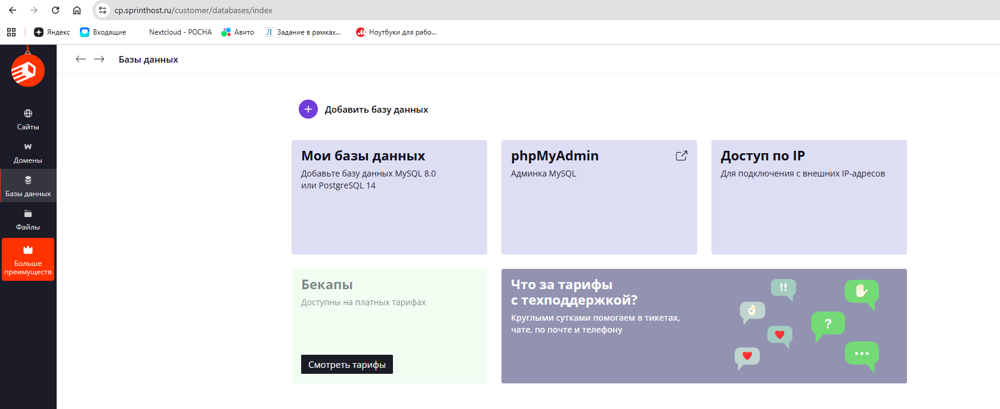 cp.sprinthost.ru/customer/databases/index
Яндекс
Входящие
Nextcloud - РОСНА
Авито
Л Задание в рамках...
Ноутбуки для рабо...
Базы данных
Сайты
Домены
Базы данных
Файлы
Больше
преимуществ
Добавить базу данных
Мои базы данных
Добавьте базу данных MySQL 8.0
или PostgreSQL 14
phpMyAdmin
Админка MySQL
Доступ по IP
Для подключения с внешних IP-адресов
Бекапы
Доступны на платных тарифах
Смотреть тарифы
Что за тарифы
с техподдержкой?
Круглыми сутками помогаем в тикетах,
чате, по почте и телефону
!!
?
...